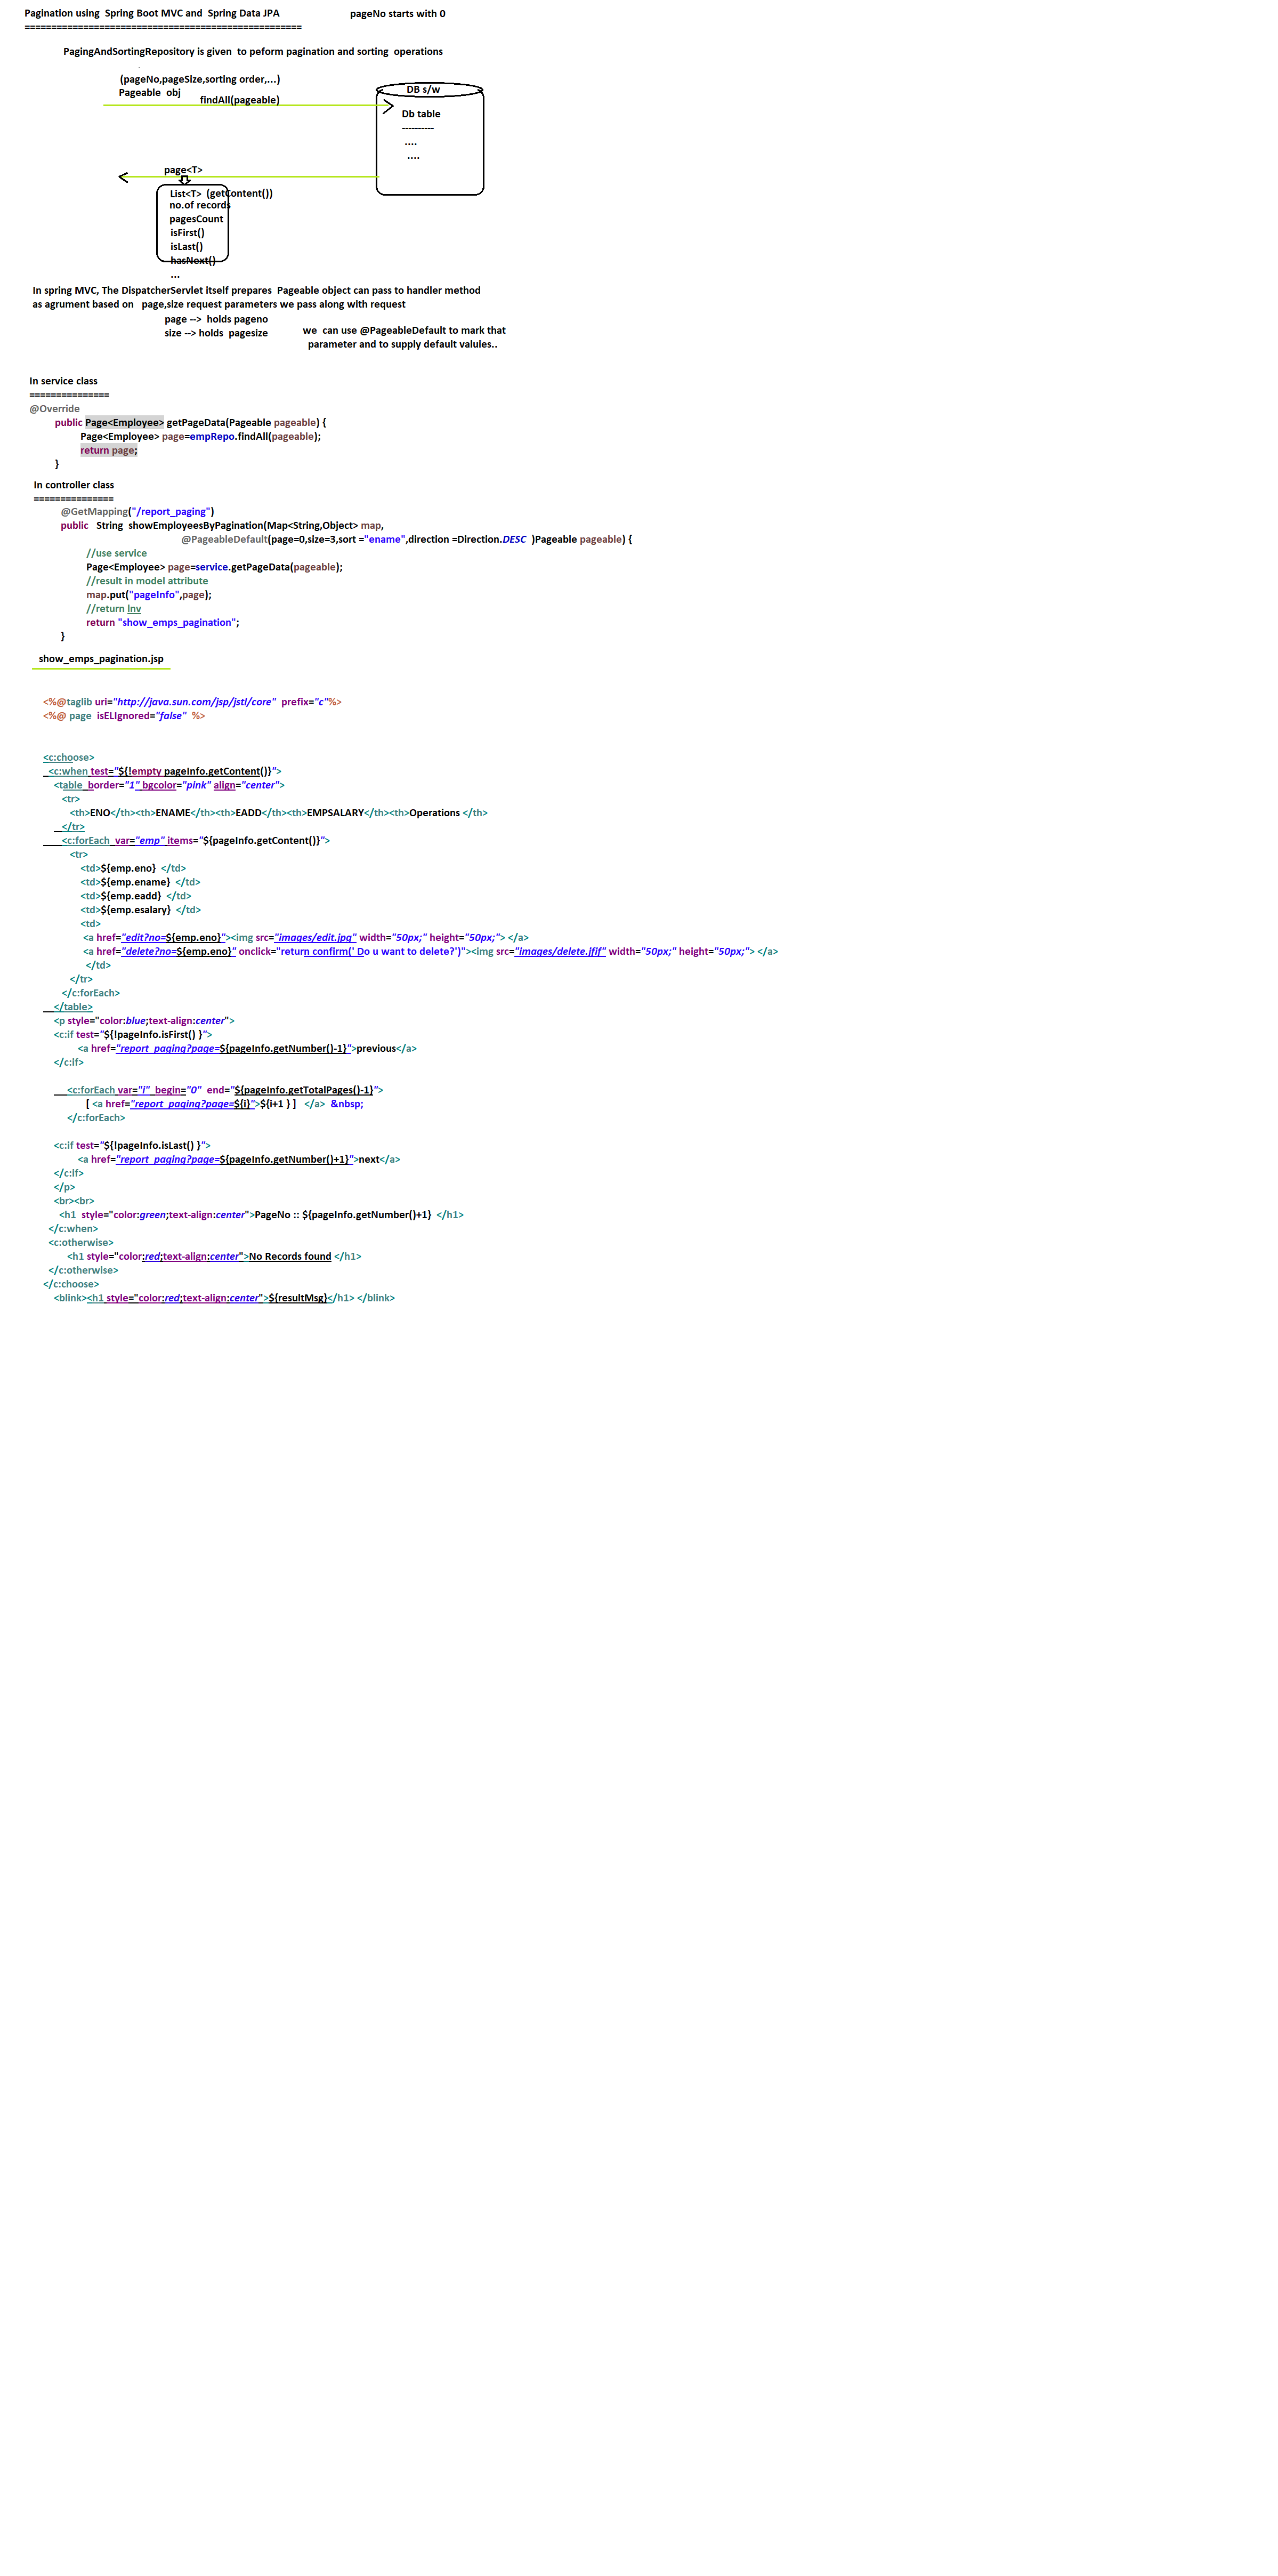 Pagination using  Spring Boot MVC and  Spring Data JPA                    pageNo starts with 0
====================================================
PagingAndSortingRepository is given  to peform pagination and sorting  operations
(pageNo,pageSize,sorting order,...)
Pageable  obj
findAll(pageable)
DB s/w
Db table
----------
....
....
page<T>
List<T>  (getContent())
no.of records
pagesCount
isFirst()
isLast()
hasNext()
...
In spring MVC, The DispatcherServlet itself prepares  Pageable object can pass to handler method
as agrument based on   page,size request parameters we pass along with request
page -->  holds pageno
size --> holds  pagesize
we  can use @PageableDefault to mark that
parameter and to supply default valuies..
In service class
===============
@Override
public Page<Employee> getPageData(Pageable pageable) {
Page<Employee> page=empRepo.findAll(pageable);
return page;
}
In controller class
===============
@GetMapping("/report_paging")
public   String  showEmployeesByPagination(Map<String,Object> map,
@PageableDefault(page=0,size=3,sort ="ename",direction =Direction.DESC  )Pageable pageable) {
//use service
Page<Employee> page=service.getPageData(pageable);
//result in model attribute
map.put("pageInfo",page);
//return lnv
return "show_emps_pagination";
}
show_emps_pagination.jsp
<%@taglib uri="http://java.sun.com/jsp/jstl/core"  prefix="c"%>
<%@ page  isELIgnored="false"  %>
<c:choose>
<c:when test="${!empty pageInfo.getContent()}">
<table  border="1" bgcolor="pink" align="center">
<tr>
<th>ENO</th><th>ENAME</th><th>EADD</th><th>EMPSALARY</th><th>Operations </th>
</tr>
<c:forEach  var="emp" items="${pageInfo.getContent()}">
<tr>
<td>${emp.eno}  </td>
<td>${emp.ename}  </td>
<td>${emp.eadd}  </td>
<td>${emp.esalary}  </td>
<td>
<a href="edit?no=${emp.eno}"><img src="images/edit.jpg" width="50px;" height="50px;"> </a>
<a href="delete?no=${emp.eno}" onclick="return confirm(' Do u want to delete?')"><img src="images/delete.jfif" width="50px;" height="50px;"> </a>
</td>
</tr>
</c:forEach>
</table>
<p style="color:blue;text-align:center">
<c:if test="${!pageInfo.isFirst() }">
<a href="report_paging?page=${pageInfo.getNumber()-1}">previous</a>
</c:if>
<c:forEach var="i"  begin="0"  end="${pageInfo.getTotalPages()-1}">
[ <a href="report_paging?page=${i}">${i+1 } ]   </a>  &nbsp;
</c:forEach>
<c:if test="${!pageInfo.isLast() }">
<a href="report_paging?page=${pageInfo.getNumber()+1}">next</a>
</c:if>
</p>
<br><br>
<h1  style="color:green;text-align:center">PageNo :: ${pageInfo.getNumber()+1}  </h1>
</c:when>
<c:otherwise>
<h1 style="color:red;text-align:center">No Records found </h1>
</c:otherwise>
</c:choose>
<blink><h1 style="color:red;text-align:center">${resultMsg}</h1> </blink>